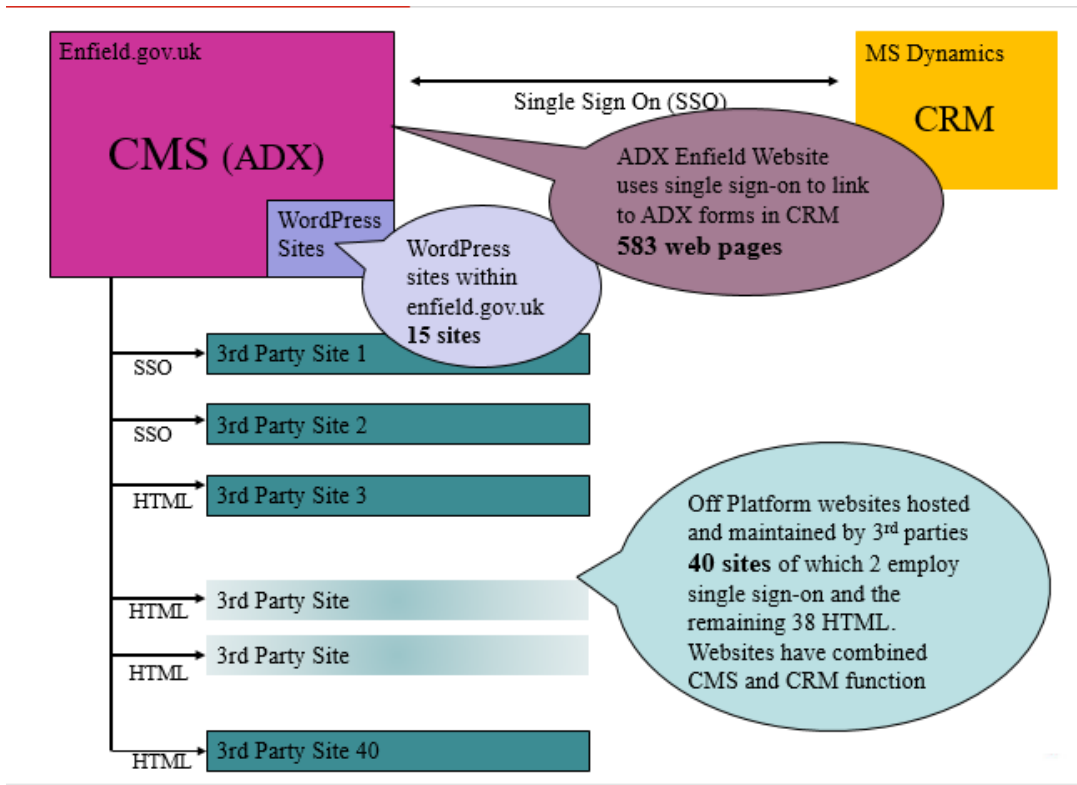 Enfield.gov.uk
CMS (ADX)
WordPress
Sites
Single Sign On (SSO)
MS Dynamics
CRM
ADX Enfield Website
uses single sign-on to link
to ADX forms in CRM
583 web pages
WordPress
sites within
enfield.gov.uk
15 sites
SSO
3rd Party Site 1
SSO
3rd Party Site 2
HTML
3rd Party Site 3
HTML
3rd Party Site
HTML
3rd Party Site
HTML
3rd Party Site 40
Off Platform websites hosted
and maintained by 3rd parties
40 sites of which 2 employ
single sign-on and the
remaining 38 HTML.
Websites have combined
CMS and CRM function